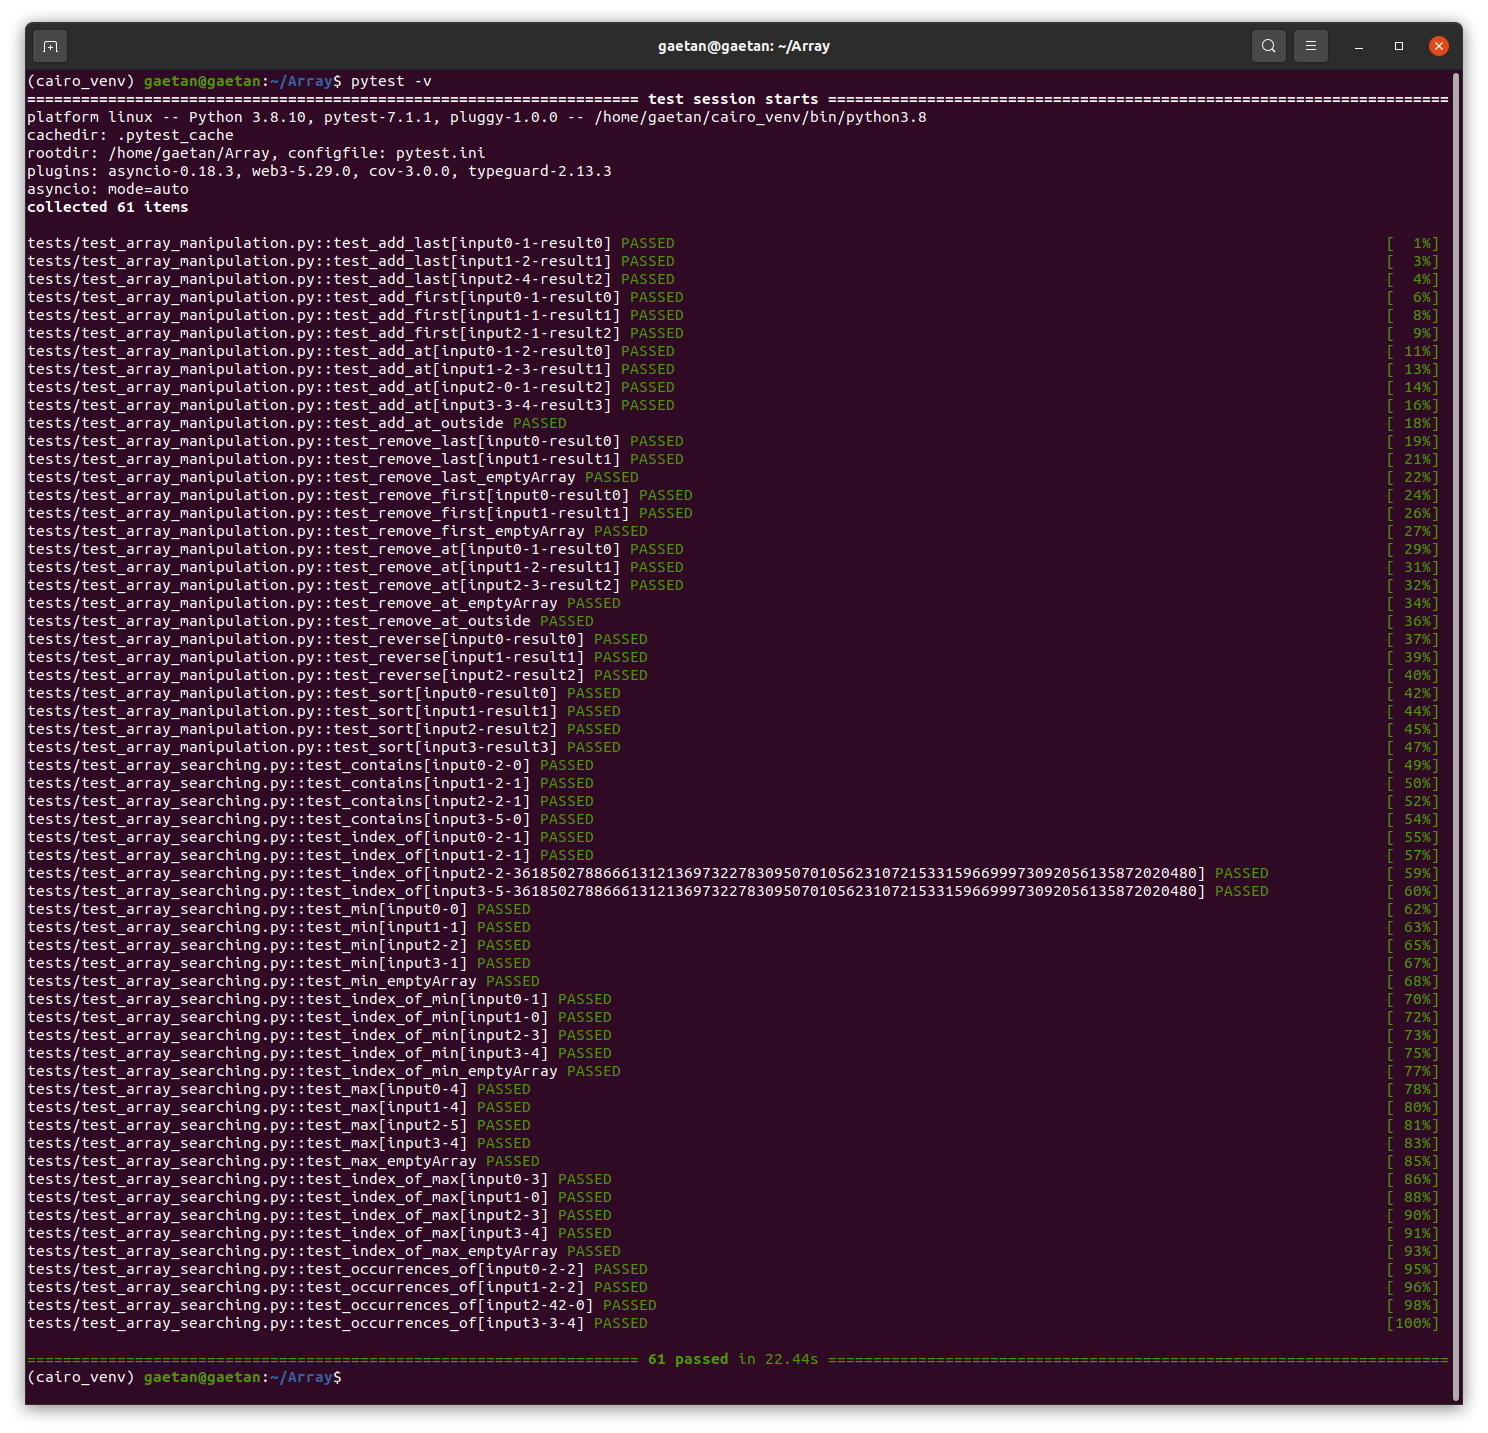 gaetan@gaetan: ~/Array
(cairo_venv) gaetan@gaetan:~/Array$ pytest -v
==================================================================== test session starts =====================================================================
platform linux -- Python 3.8.10, pytest-7.1.1, pluggy-1.0.0 -- /home/gaetan/cairo_venv/bin/python3.8
cachedir: .pytest_cache
rootdir: /home/gaetan/Array, configfile: pytest.ini
plugins: asyncio-0.18.3, web3-5.29.0, cov-3.0.0, typeguard-2.13.3
asyncio: mode=auto
collected 61 items
tests/test_array_manipulation.py::test_add_last[input0-1-result0] PASSED [  1%]
tests/test_array_manipulation.py::test_add_last[input1-2-result1] PASSED [  3%]
tests/test_array_manipulation.py::test_add_last[input2-4-result2] PASSED [  4%]
tests/test_array_manipulation.py::test_add_first[input0-1-result0] PASSED [  6%]
tests/test_array_manipulation.py::test_add_first[input1-1-result1] PASSED [  8%]
tests/test_array_manipulation.py::test_add_first[input2-1-result2] PASSED [  9%]
tests/test_array_manipulation.py::test_add_at[input0-1-2-result0] PASSED [ 11%]
tests/test_array_manipulation.py::test_add_at[input1-2-3-result1] PASSED [ 13%]
tests/test_array_manipulation.py::test_add_at[input2-0-1-result2] PASSED [ 14%]
tests/test_array_manipulation.py::test_add_at[input3-3-4-result3] PASSED [ 16%]
tests/test_array_manipulation.py::test_add_at_outside PASSED [ 18%]
tests/test_array_manipulation.py::test_remove_last[input0-result0] PASSED [ 19%]
tests/test_array_manipulation.py::test_remove_last[input1-result1] PASSED [ 21%]
tests/test_array_manipulation.py::test_remove_last_emptyArray PASSED [ 22%]
tests/test_array_manipulation.py::test_remove_first[input0-result0] PASSED [ 24%]
tests/test_array_manipulation.py::test_remove_first[input1-result1] PASSED [ 26%]
tests/test_array_manipulation.py::test_remove_first_emptyArray PASSED [ 27%]
tests/test_array_manipulation.py::test_remove_at[input0-1-result0] PASSED [ 29%]
tests/test_array_manipulation.py::test_remove_at[input1-2-result1] PASSED [ 31%]
tests/test_array_manipulation.py::test_remove_at[input2-3-result2] PASSED [ 32%]
tests/test_array_manipulation.py::test_remove_at_emptyArray PASSED [ 34%]
tests/test_array_manipulation.py::test_remove_at_outside PASSED [ 36%]
tests/test_array_manipulation.py::test_reverse[input0-result0] PASSED [ 37%]
tests/test_array_manipulation.py::test_reverse[input1-result1] PASSED [ 39%]
tests/test_array_manipulation.py::test_reverse[input2-result2] PASSED [ 40%]
tests/test_array_manipulation.py::test_sort[input0-result0] PASSED [ 42%]
tests/test_array_manipulation.py::test_sort[input1-result1] PASSED [ 44%]
tests/test_array_manipulation.py::test_sort[input2-result2] PASSED [ 45%]
tests/test_array_manipulation.py::test_sort[input3-result3] PASSED [ 47%]
tests/test_array_searching.py::test_contains[input0-2-0] PASSED [ 49%]
tests/test_array_searching.py::test_contains[input1-2-1] PASSED [ 50%]
tests/test_array_searching.py::test_contains[input2-2-1] PASSED [ 52%]
tests/test_array_searching.py::test_contains[input3-5-0] PASSED [ 54%]
tests/test_array_searching.py::test_index_of[input0-2-1] PASSED [ 55%]
tests/test_array_searching.py::test_index_of[input1-2-1] PASSED [ 57%]
tests/test_array_searching.py::test_index_of[input2-2-3618502788666131213697322783095070105623107215331596699973092056135872020480] PASSED [ 59%]
tests/test_array_searching.py::test_index_of[input3-5-3618502788666131213697322783095070105623107215331596699973092056135872020480] PASSED [ 60%]
tests/test_array_searching.py::test_min[input0-0] PASSED [ 62%]
tests/test_array_searching.py::test_min[input1-1] PASSED [ 63%]
tests/test_array_searching.py::test_min[input2-2] PASSED [ 65%]
tests/test_array_searching.py::test_min[input3-1] PASSED [ 67%]
tests/test_array_searching.py::test_min_emptyArray PASSED [ 68%]
tests/test_array_searching.py::test_index_of_min[input0-1] PASSED [ 70%]
tests/test_array_searching.py::test_index_of_min[input1-0] PASSED [ 72%]
tests/test_array_searching.py::test_index_of_min[input2-3] PASSED [ 73%]
tests/test_array_searching.py::test_index_of_min[input3-4] PASSED [ 75%]
tests/test_array_searching.py::test_index_of_min_emptyArray PASSED [ 77%]
tests/test_array_searching.py::test_max[input0-4] PASSED [ 78%]
tests/test_array_searching.py::test_max[input1-4] PASSED [ 80%]
tests/test_array_searching.py::test_max[input2-5] PASSED [ 81%]
tests/test_array_searching.py::test_max[input3-4] PASSED [ 83%]
tests/test_array_searching.py::test_max_emptyArray PASSED [ 85%]
tests/test_array_searching.py::test_index_of_max[input0-3] PASSED [ 86%]
tests/test_array_searching.py::test_index_of_max[input1-0] PASSED [ 88%]
tests/test_array_searching.py::test_index_of_max[input2-3] PASSED [ 90%]
tests/test_array_searching.py::test_index_of_max[input3-4] PASSED [ 91%]
tests/test_array_searching.py::test_index_of_max_emptyArray PASSED [ 93%]
tests/test_array_searching.py::test_occurrences_of[input0-2-2] PASSED [ 95%]
tests/test_array_searching.py::test_occurrences_of[input1-2-2] PASSED [ 96%]
tests/test_array_searching.py::test_occurrences_of[input2-42-0] PASSED [ 98%]
tests/test_array_searching.py::test_occurrences_of[input3-3-4] PASSED [100%]
==================================================================== 61 passed in 22.44s =====================================================================
(cairo_venv) gaetan@gaetan:~/Array$